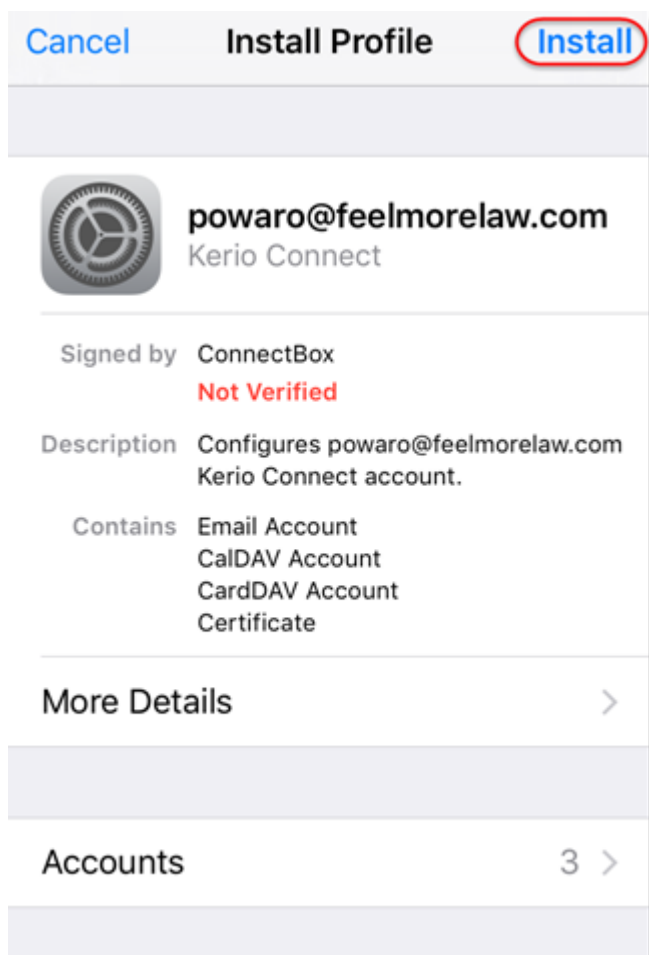 Cancel Install Profile Install
powaro@feelmorelaw.com
Kerio Connect
Signed by ConnectBox
Not Verified
Description Configures powaro@feelmorelaw.com
Kerio Connect account.
Contains Email Account
CalDAV Account
CardDAV Account
Certificate
More Details
Accounts 3